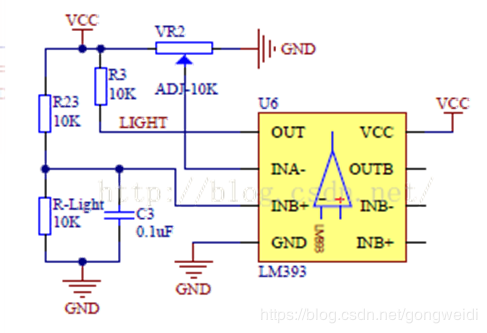 VCC
VR2
GND
R3
10K
ADJ-10K
R23
10K
LIGHT
U6
VCC
OUT
VCC
INA-
OUTB
http://blog.csdn.net/
R-Light
10K
C3
0.1uF
INB+
INB-
GND
INB+
LM393
LM393
GND
GND
https://blog.csdn.net/gongweidi